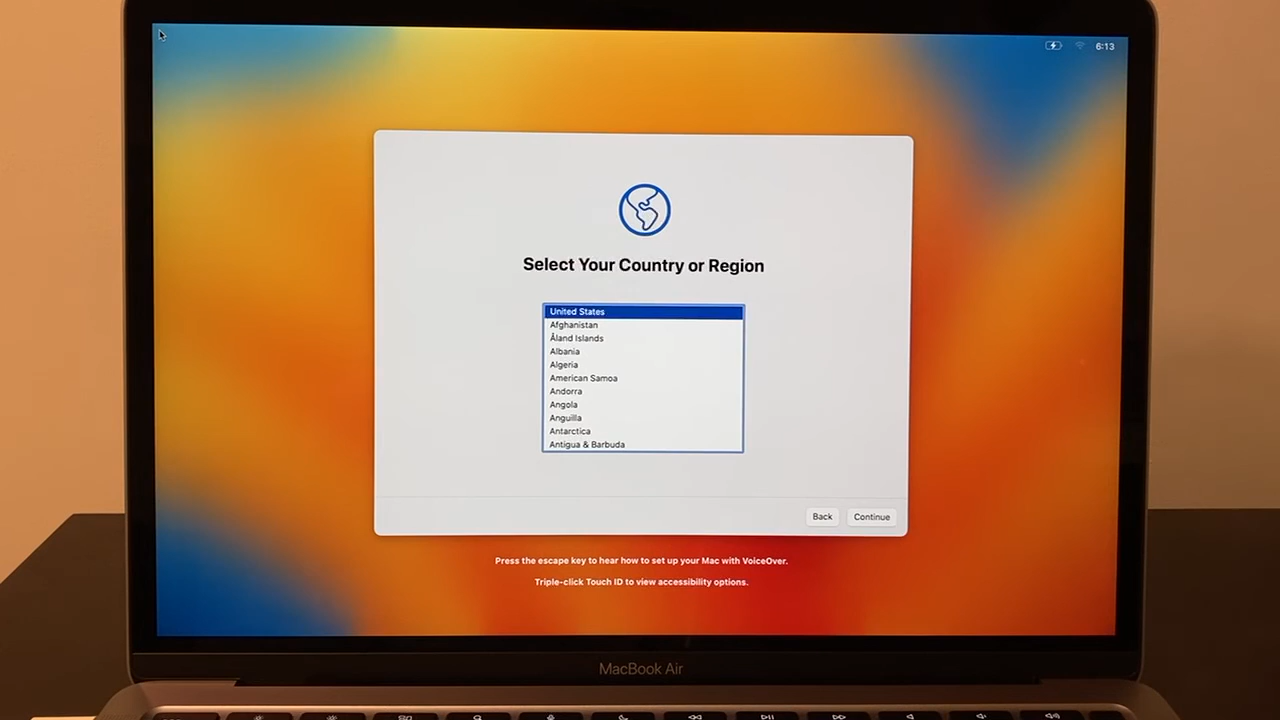 6:13
Select Your Country or Region
United States
Afghanistan
Åland Islands
Albania
Algeria
American Samoa
Andorra
Angola
Anguilla
Antarctica
Antigua & Barbuda
Back Continue
Press the escape key to hear how to set up your Mac with VoiceOver.
Triple-click Touch ID to view accessibility options.
MacBook Air